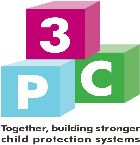 3
P C
Together, building stronger
child protection systems